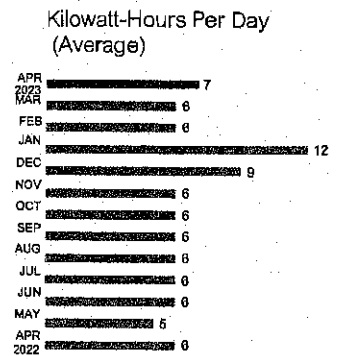 Kilowatt-Hours Per Day
(Average)
APR
2023 7
MAR 6
FEB 6
JAN 12
DEC 9
NOV 6
OCT 6
SEP 6
AUG 6
JUL 6
JUN 6
MAY 5
APR
2022 6